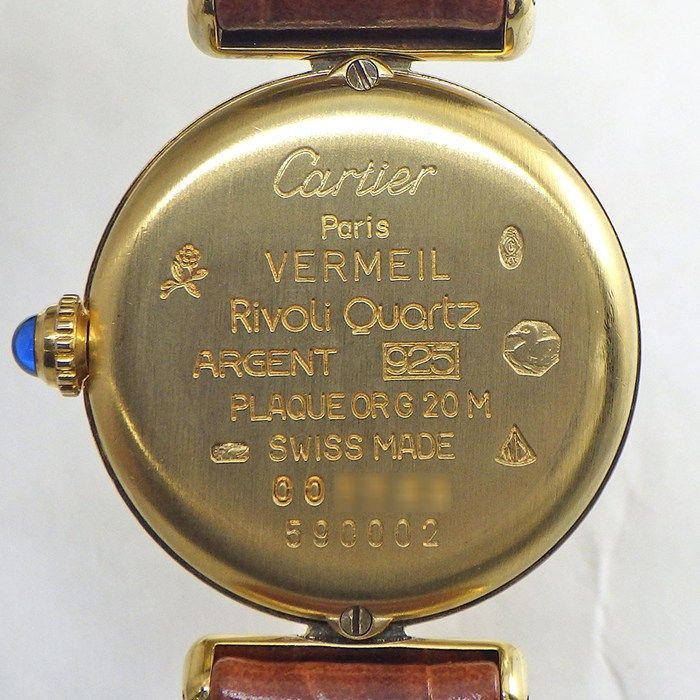 Cartier
Paris
VERMEIL
Rivoli Quartz
ARGENT 925
PLAQUE OR G 20 M
SWISS MADE
00
590002